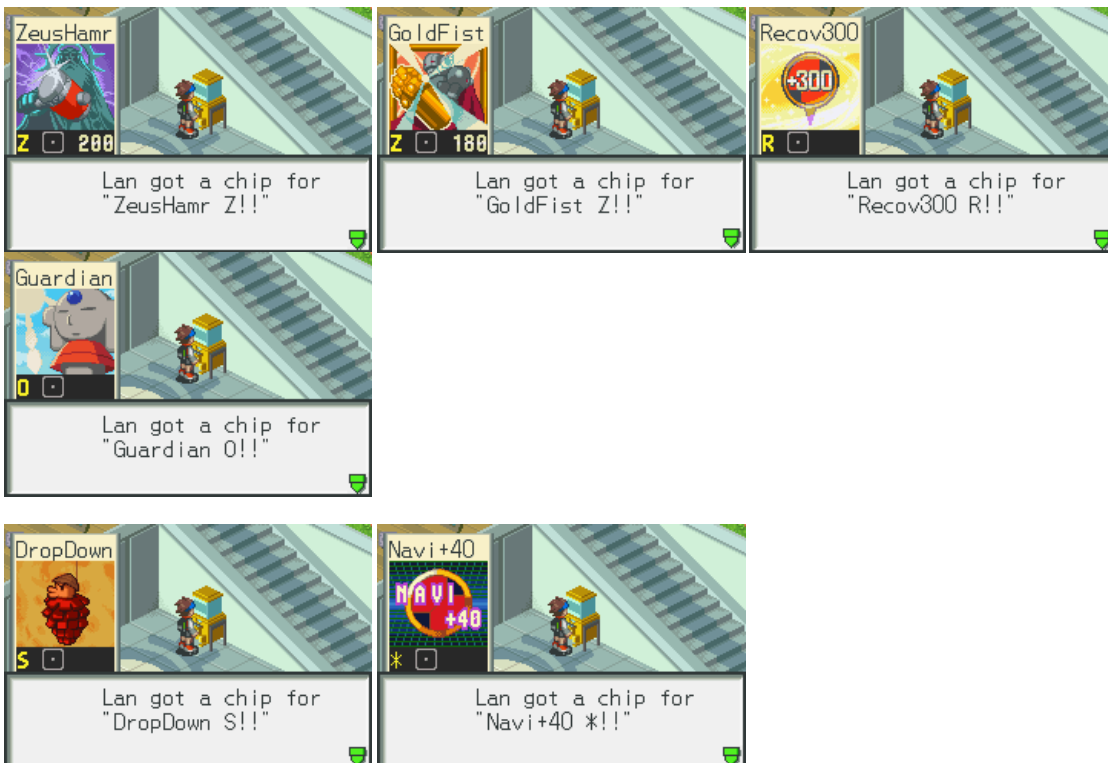 ZeusHamr
Z 200
Lan got a chip for
"ZeusHamr Z!!"
GoldFist
Z 180
Lan got a chip for
"GoldFist Z!!"
Recov300
+300
R
Lan got a chip for
"Recov300 R!!"
Guardian
O
Lan got a chip for
"Guardian O!!"
DropDown
S
Lan got a chip for
"DropDown S!!"
Navi+40
NAVI
+40
*
Lan got a chip for
"Navi+40 *!!"